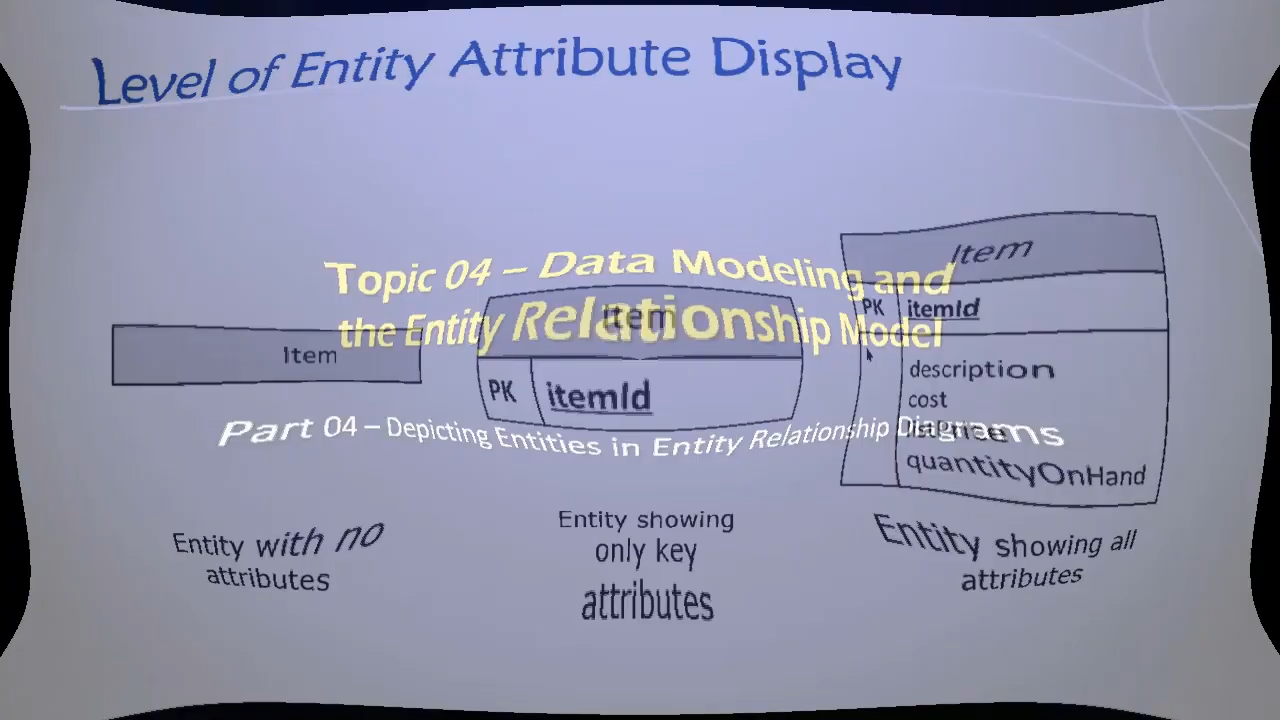 Level of Entity Attribute Display
Topic 04 – Data Modeling and
the Entity Relationship Model
Part 04 – Depicting Entities in Entity Relationship Diagrams
Item
Entity with no
attributes
Item
PK itemId
Entity showing
only key
attributes
Item
PK itemId
description
cost
quantityOnHand
Entity showing all
attributes